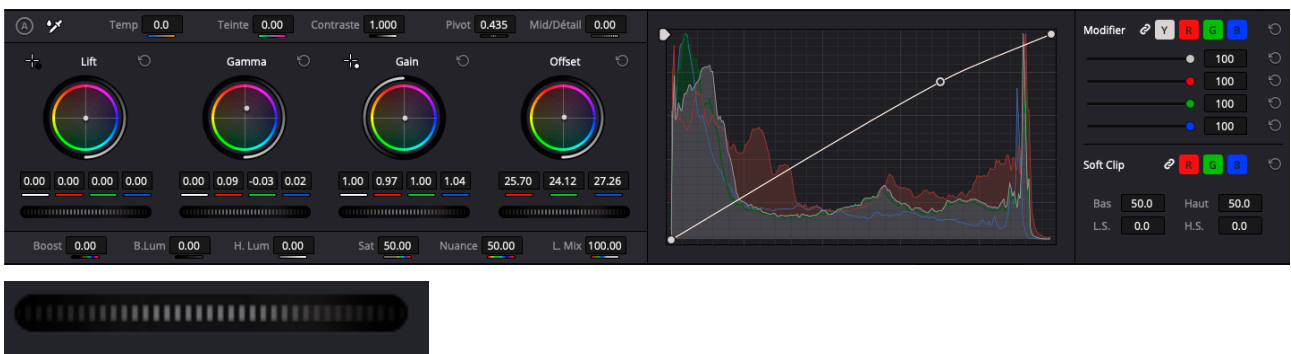 A Temp 0.0 Teinte 0.00 Contraste 1.000 Pivot 0.435 Mid/Détail 0.00
Lift Gamma Gain Offset
0.00 0.00 0.00 0.00 0.00 0.09 -0.03 0.02 1.00 0.97 1.00 1.04 25.70 24.12 27.26
Boost 0.00 B.Lum 0.00 H. Lum 0.00 Sat 50.00 Nuance 50.00 L. Mix 100.00
Modifier Y R G B
100
100
100
100
Soft Clip R G B
Bas 50.0 Haut 50.0
L.S. 0.0 H.S. 0.0